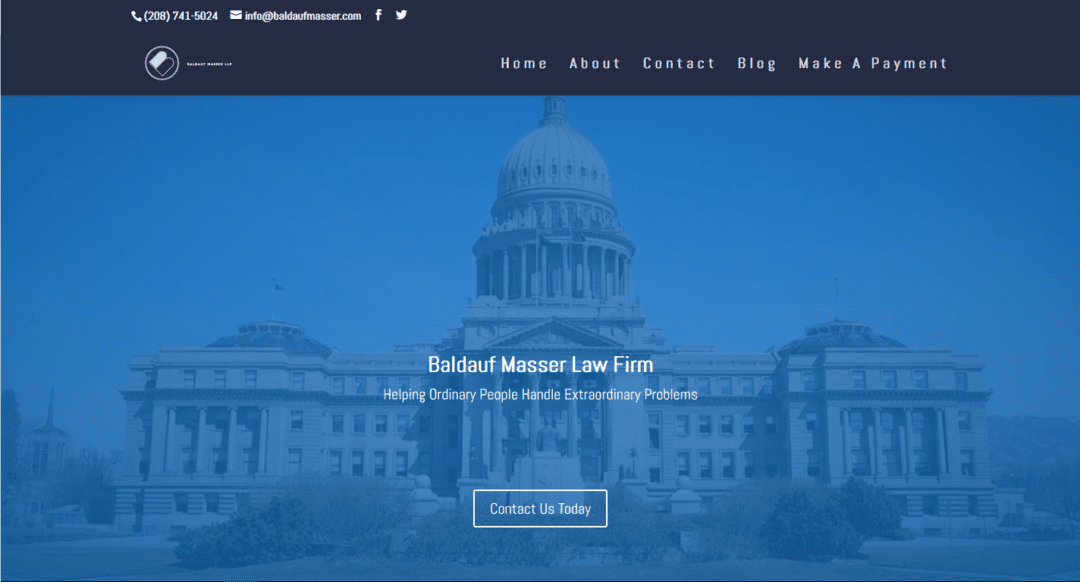 (208) 741-5024 info@baldaufmasser.com
BALDAUF MASSER LLP
Home About Contact Blog Make A Payment
Baldauf Masser Law Firm
Helping Ordinary People Handle Extraordinary Problems
Contact Us Today